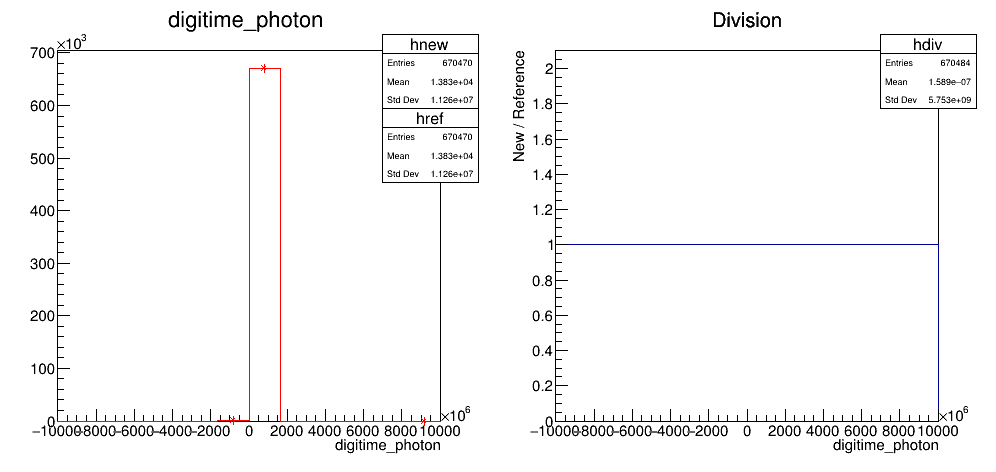 digitime_photon
×10³
700
600
500
400
300
200
100
0
−10000 −8000 −6000 −4000 −2000 0 2000 4000 6000 8000 10000
×10⁶
digitime_photon
hnew
Entries 670470
Mean 1.383e+04
Std Dev 1.126e+07
href
Entries 670470
Mean 1.383e+04
Std Dev 1.126e+07
Division
New / Reference
2
1.8
1.6
1.4
1.2
1
0.8
0.6
0.4
0.2
0
−10000 −8000 −6000 −4000 −2000 0 2000 4000 6000 8000 10000
×10⁶
digitime_photon
hdiv
Entries 670484
Mean 1.589e−07
Std Dev 5.753e+09